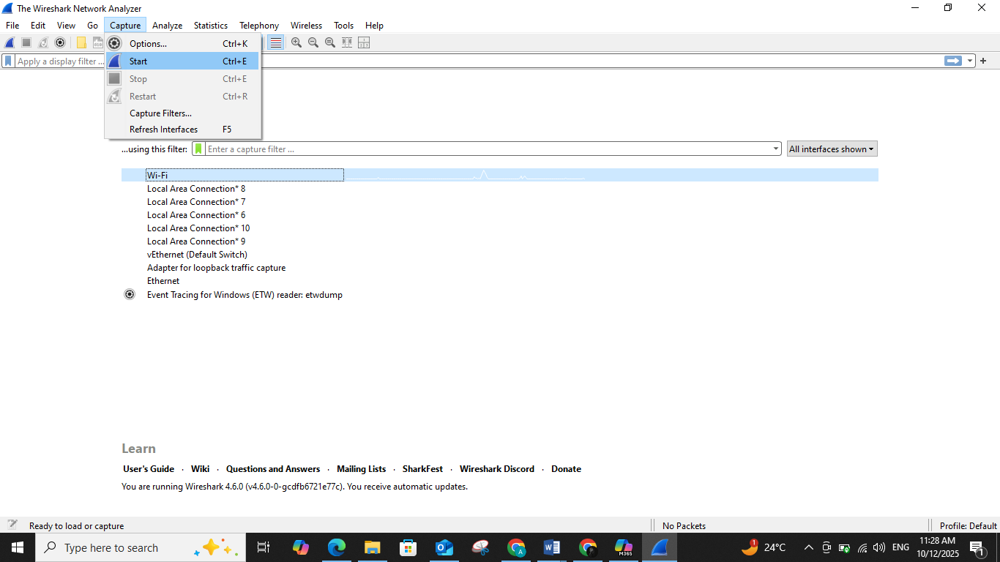 The Wireshark Network Analyzer
File Edit View Go Capture Analyze Statistics Telephony Wireless Tools Help
Options... Ctrl+K
Apply a display filter ...
Start Ctrl+E
Stop Ctrl+E
Restart Ctrl+R
Capture Filters...
Refresh Interfaces F5
...using this filter: Enter a capture filter ... All interfaces shown
Wi-Fi
Local Area Connection* 8
Local Area Connection* 7
Local Area Connection* 6
Local Area Connection* 10
Local Area Connection* 9
vEthernet (Default Switch)
Adapter for loopback traffic capture
Ethernet
Event Tracing for Windows (ETW) reader: etwdump
Learn
User's Guide · Wiki · Questions and Answers · Mailing Lists · SharkFest · Wireshark Discord · Donate
You are running Wireshark 4.6.0 (v4.6.0-0-gcdfb6721e77c). You receive automatic updates.
Ready to load or capture No Packets Profile: Default
Type here to search
M365
1
24°C
ENG
11:28 AM
10/12/2025
1